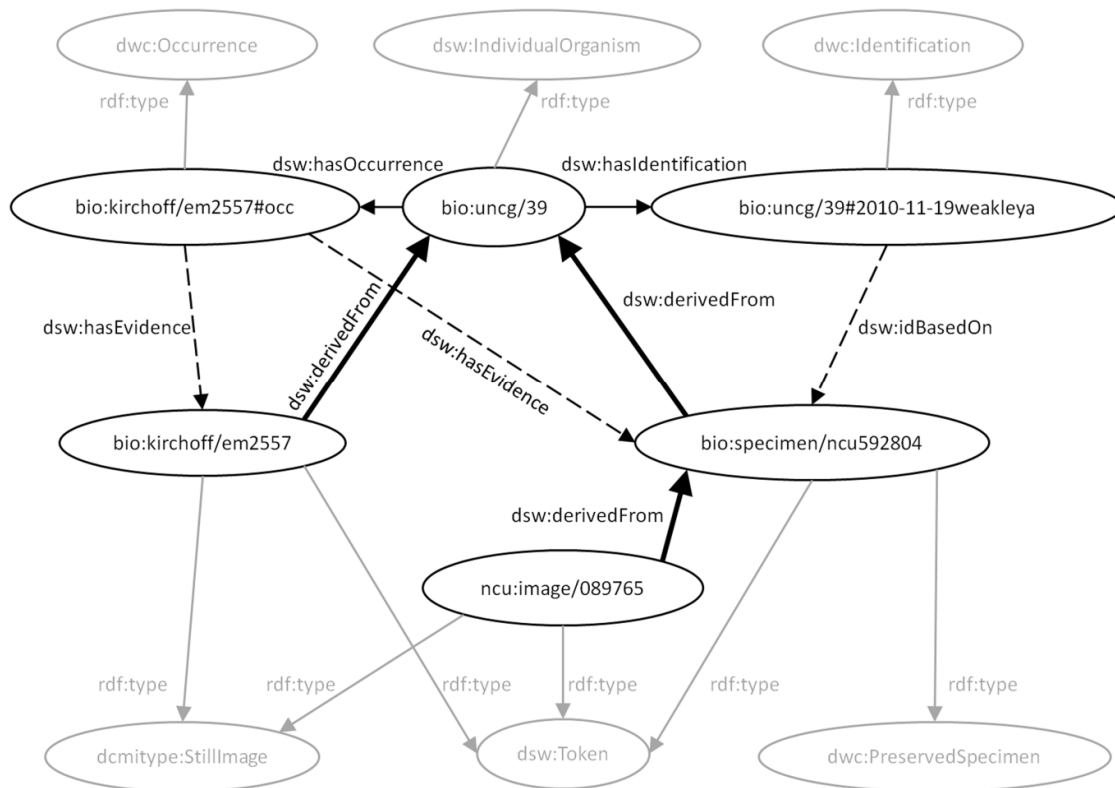 dwc:Occurrence
dsw:IndividualOrganism
dwc:Identification
rdf:type
rdf:type
rdf:type
dsw:hasOccurrence
dsw:hasIdentification
bio:kirchoff/em2557#occ
bio:uncg/39
bio:uncg/39#2010-11-19weakleya
dsw:hasEvidence
dsw:derivedFrom
dsw:hasEvidence
dsw:derivedFrom
dsw:idBasedOn
bio:kirchoff/em2557
bio:specimen/ncu592804
dsw:derivedFrom
ncu:image/089765
rdf:type
rdf:type
rdf:type
rdf:type
rdf:type
rdf:type
dcmitype:StillImage
dsw:Token
dwc:PreservedSpecimen